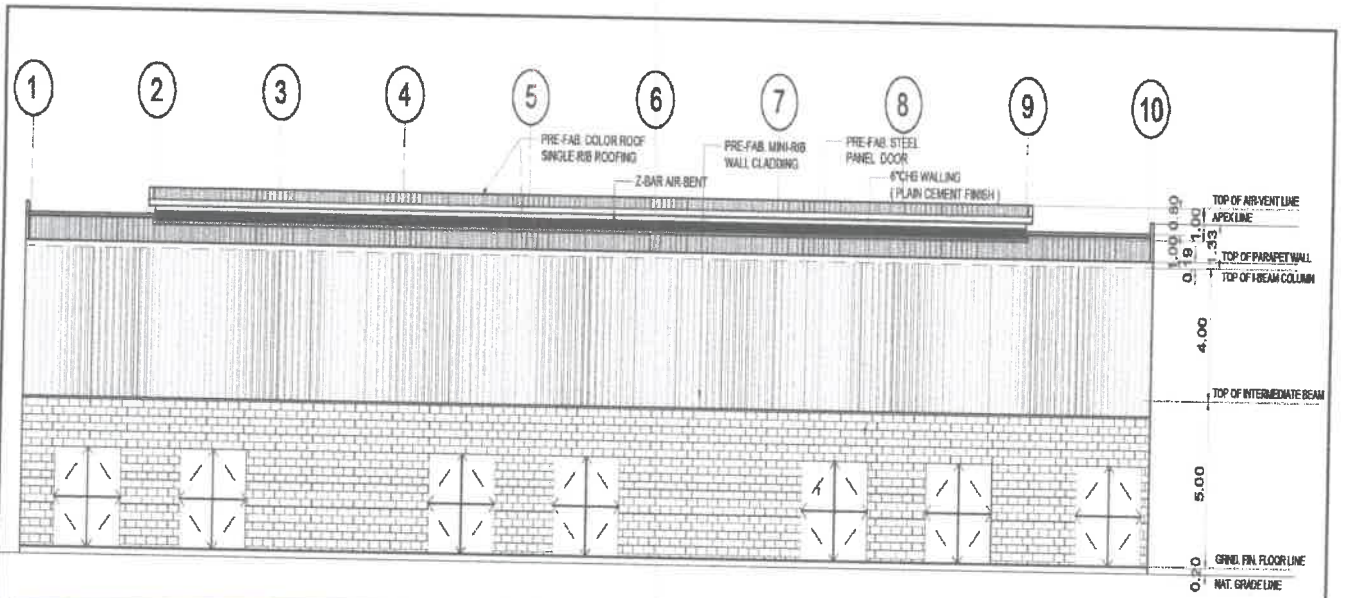 1 2 3 4 5 6 7 8 9 10
PRE-FAB. COLOR ROOF
SINGLE-RIB ROOFING
PRE-FAB. MINI-RIB
WALL CLADDING
PRE-FAB. STEEL
PANEL DOOR
Z-BAR AIR-BENT
6"CHB WALLING
( PLAIN CEMENT FINISH )
TOP OF AIR-VENT LINE
APEX LINE
TOP OF PARAPET WALL
TOP OF I-BEAM COLUMN
TOP OF INTERMEDIATE BEAM
GRND. FIN. FLOOR LINE
NAT. GRADE LINE
0.80
1.00
1.33
1.00
0.19
4.00
5.00
0.20